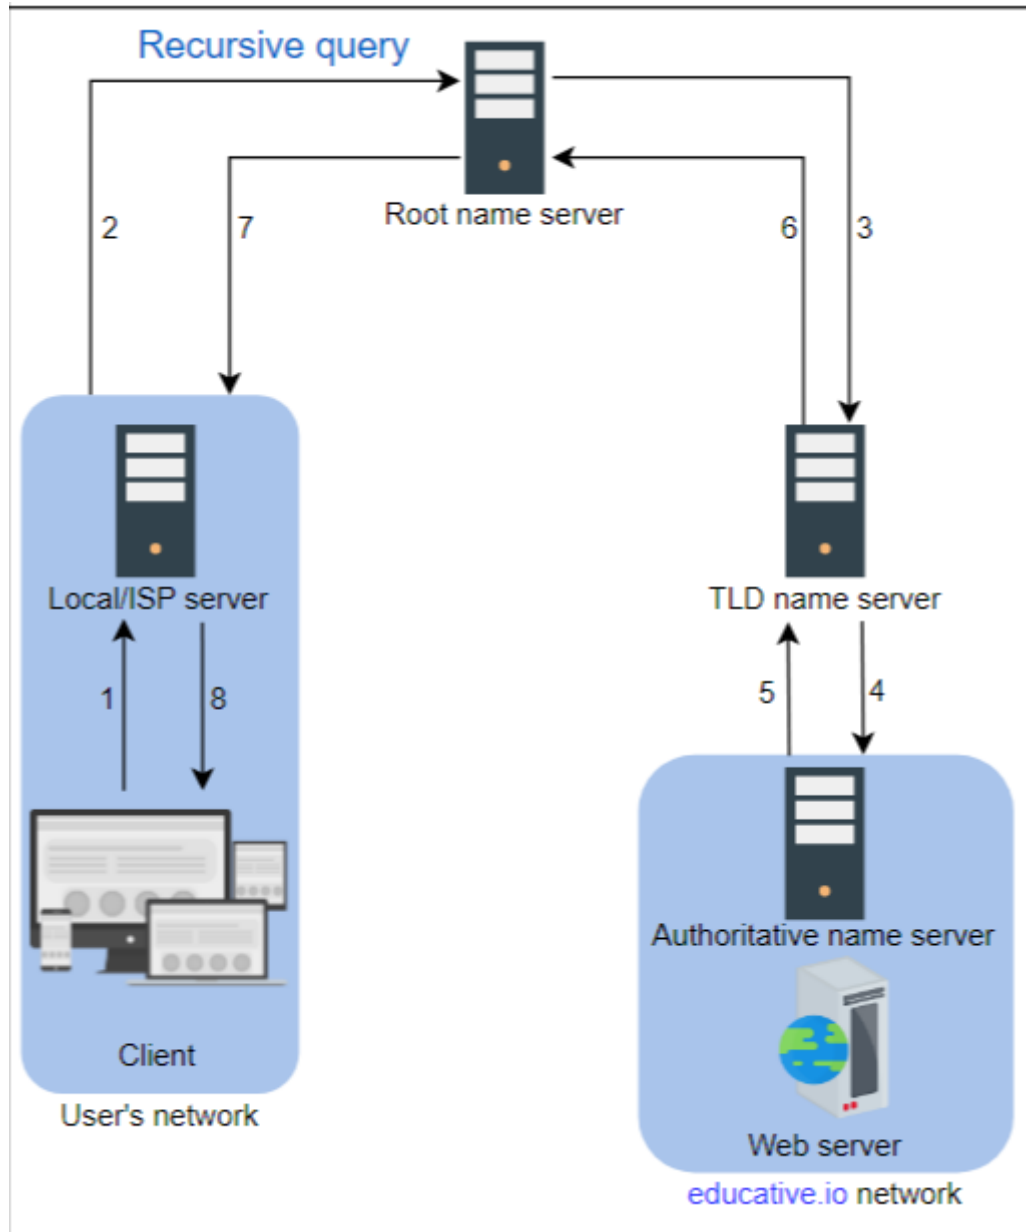 Recursive query
Root name server
2
7
6
3
Local/ISP server
TLD name server
1
8
5
4
Authoritative name server
Client
User's network
Web server
educative.io network